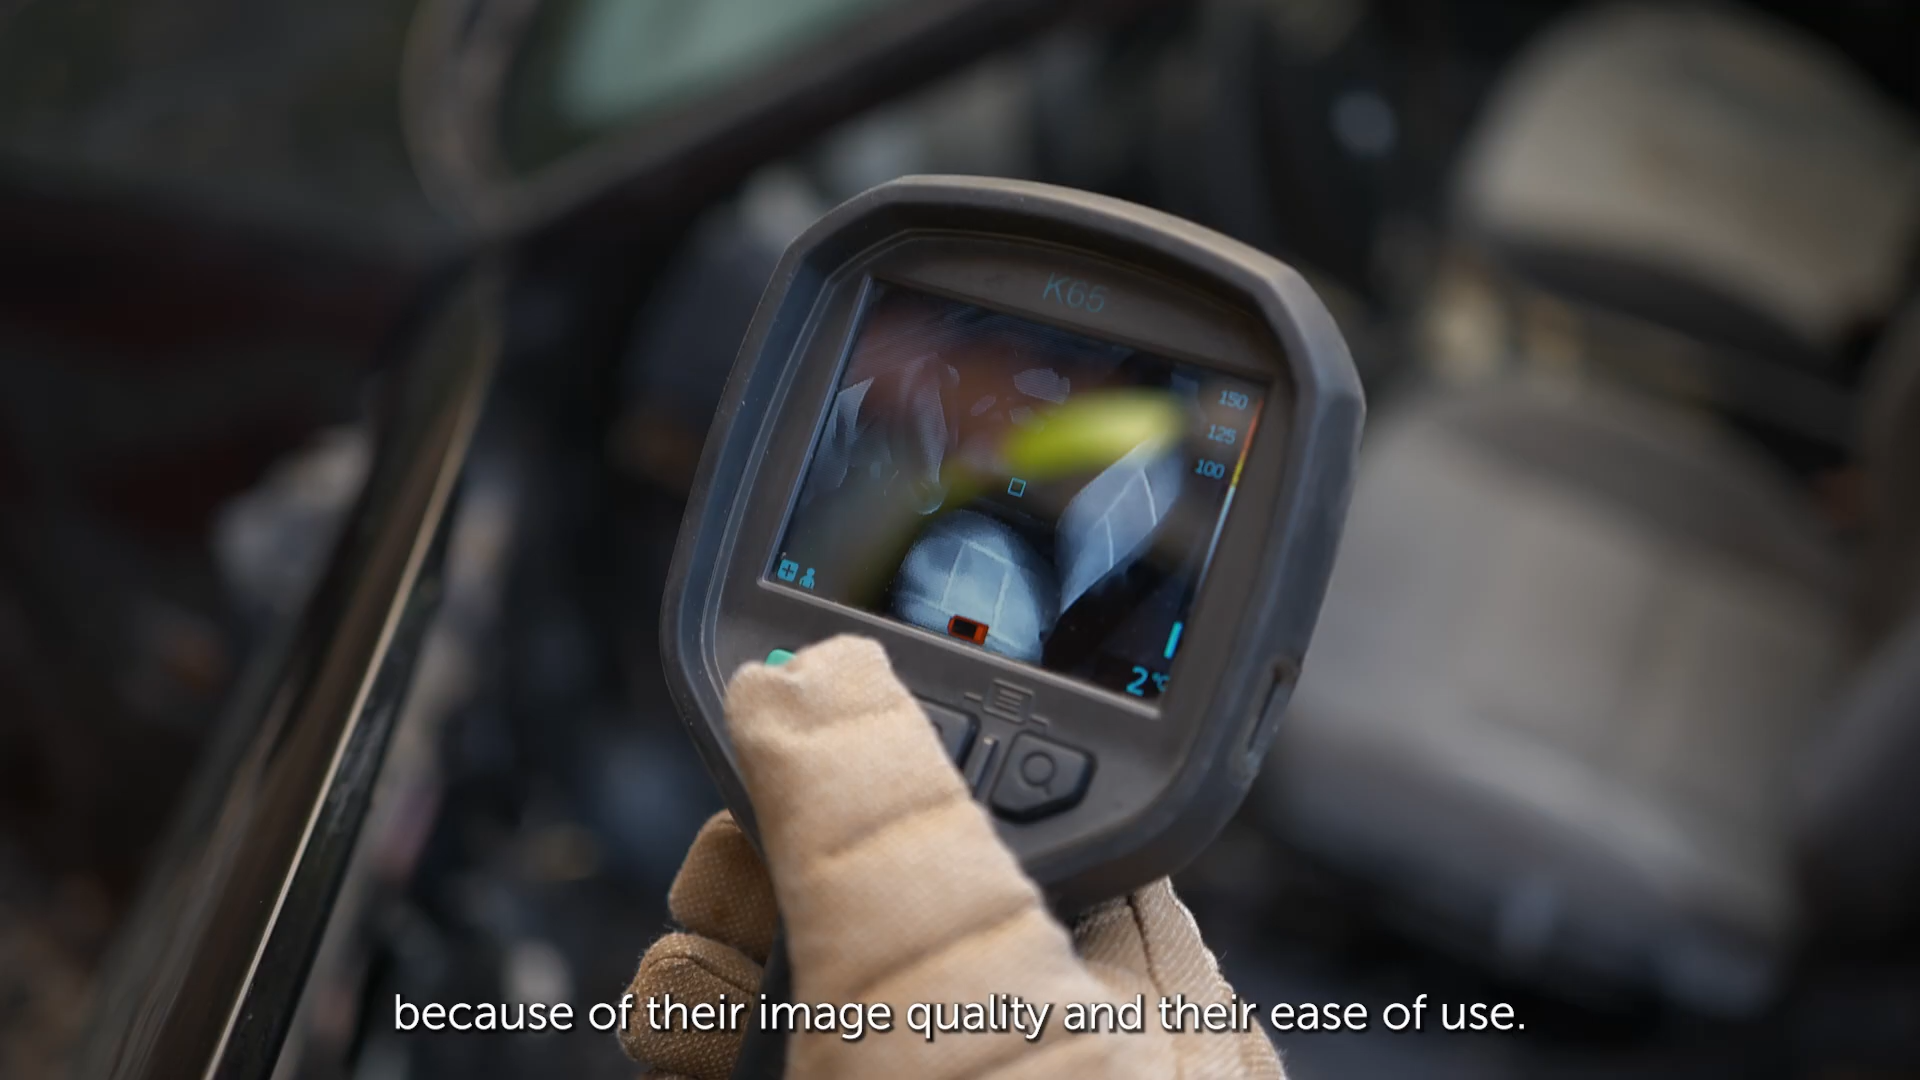 K65
150
125
100
2°C
because of their image quality and their ease of use.